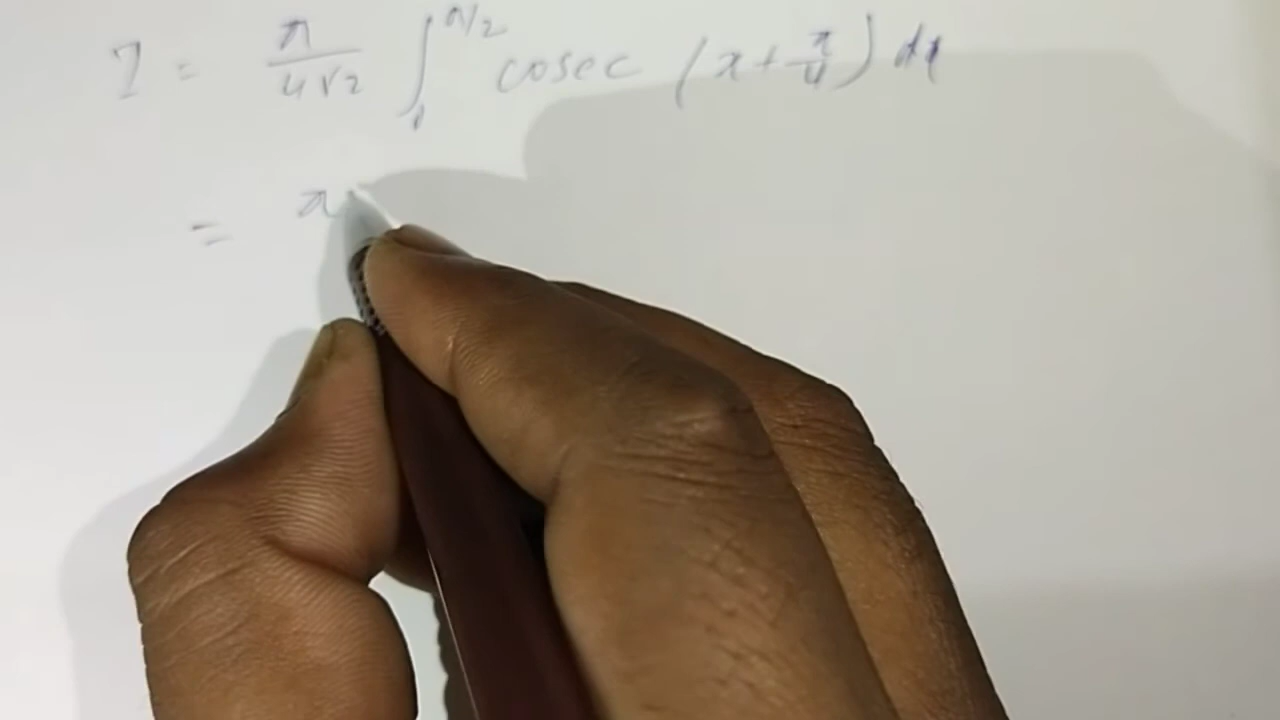 I = π/4√2 ∫₀^π/2 cosec (x + π/4) dx
= π